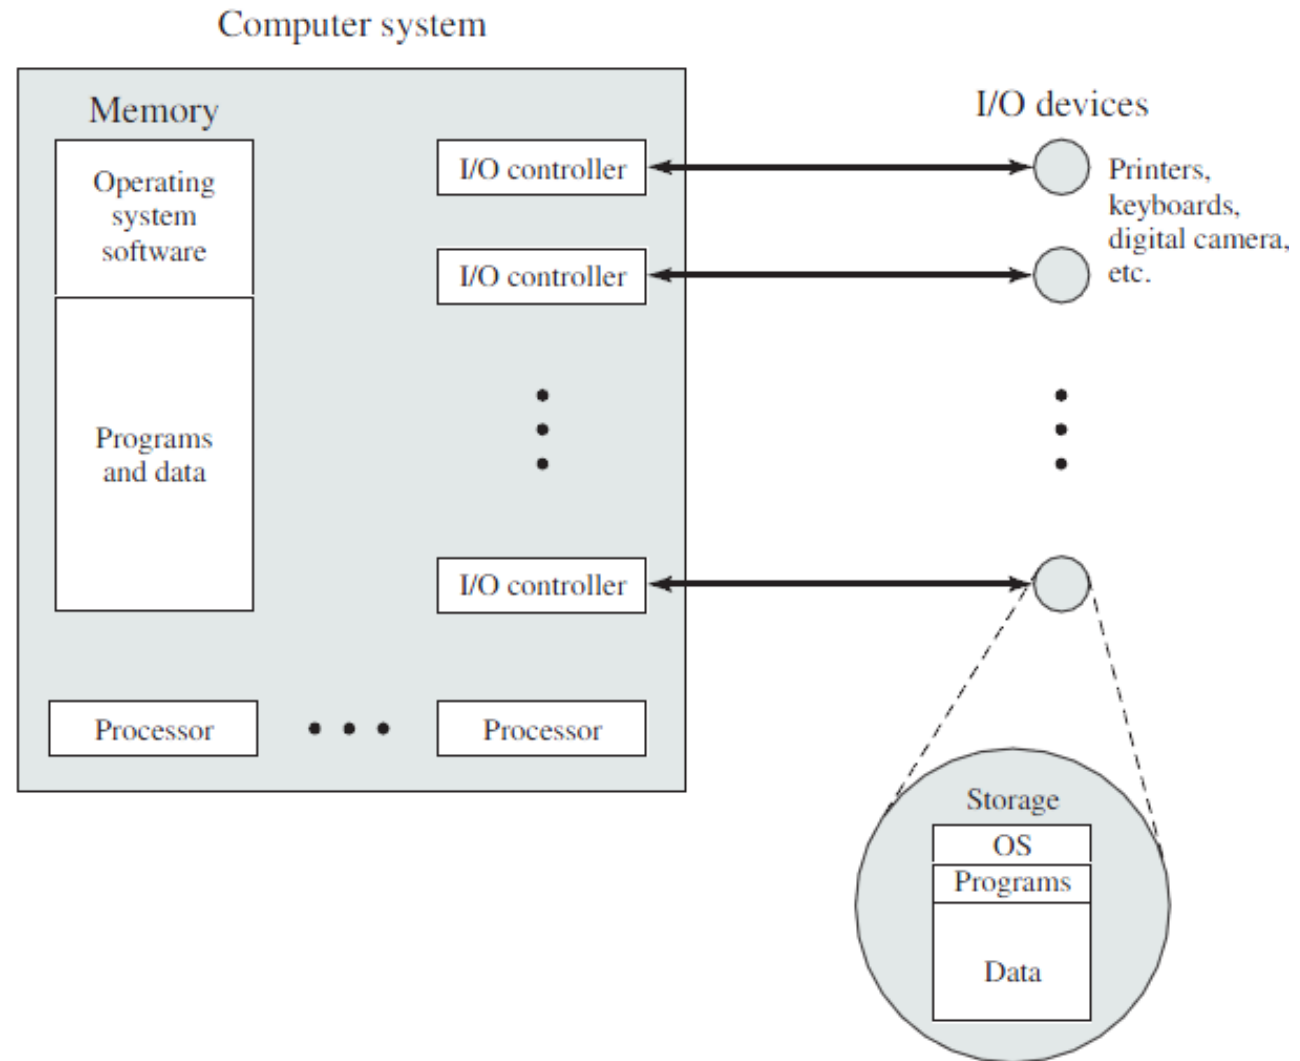 Computer system
Memory
Operating
system
software
Programs
and data
I/O controller
I/O controller
I/O controller
Processor
Processor
I/O devices
Printers,
keyboards,
digital camera,
etc.
Storage
OS
Programs
Data